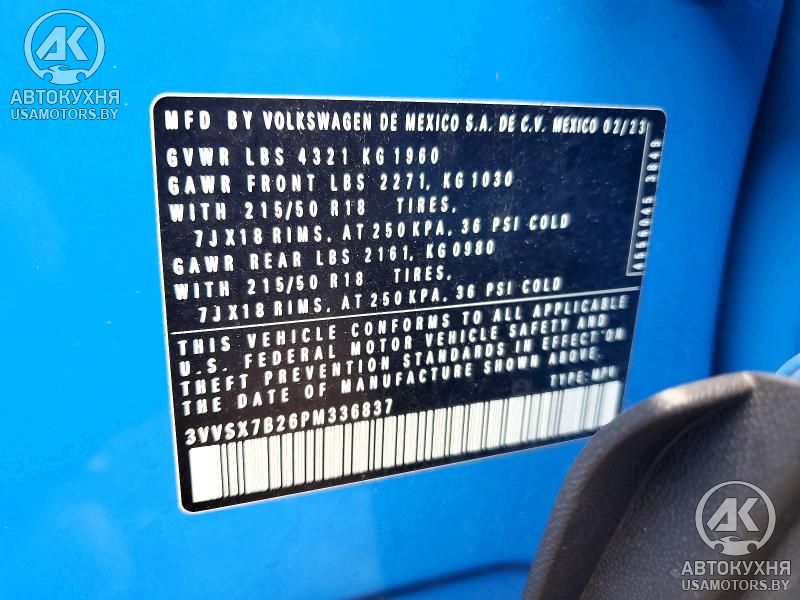 АК
АВТОКУХНЯ
USAMOTORS.BY
MFD BY VOLKSWAGEN DE MEXICO S.A. DE C.V. MEXICO 02/23
GVWR LBS 4321 KG 1960
GAWR FRONT LBS 2271, KG 1030
WITH 215/50 R18 TIRES,
7JX18 RIMS, AT 250 KPA, 36 PSI COLD
GAWR REAR LBS 2161, KG 0980
WITH 215/50 R18 TIRES,
7JX18 RIMS, AT 250 KPA, 36 PSI COLD
THIS VEHICLE CONFORMS TO ALL APPLICABLE
U.S. FEDERAL MOTOR VEHICLE SAFETY AND
THEFT PREVENTION STANDARDS IN EFFECT ON
THE DATE OF MANUFACTURE SHOWN ABOVE.
TYPE: MPV
3VVSX7B26PM336837
АК
АВТОКУХНЯ
USAMOTORS.BY